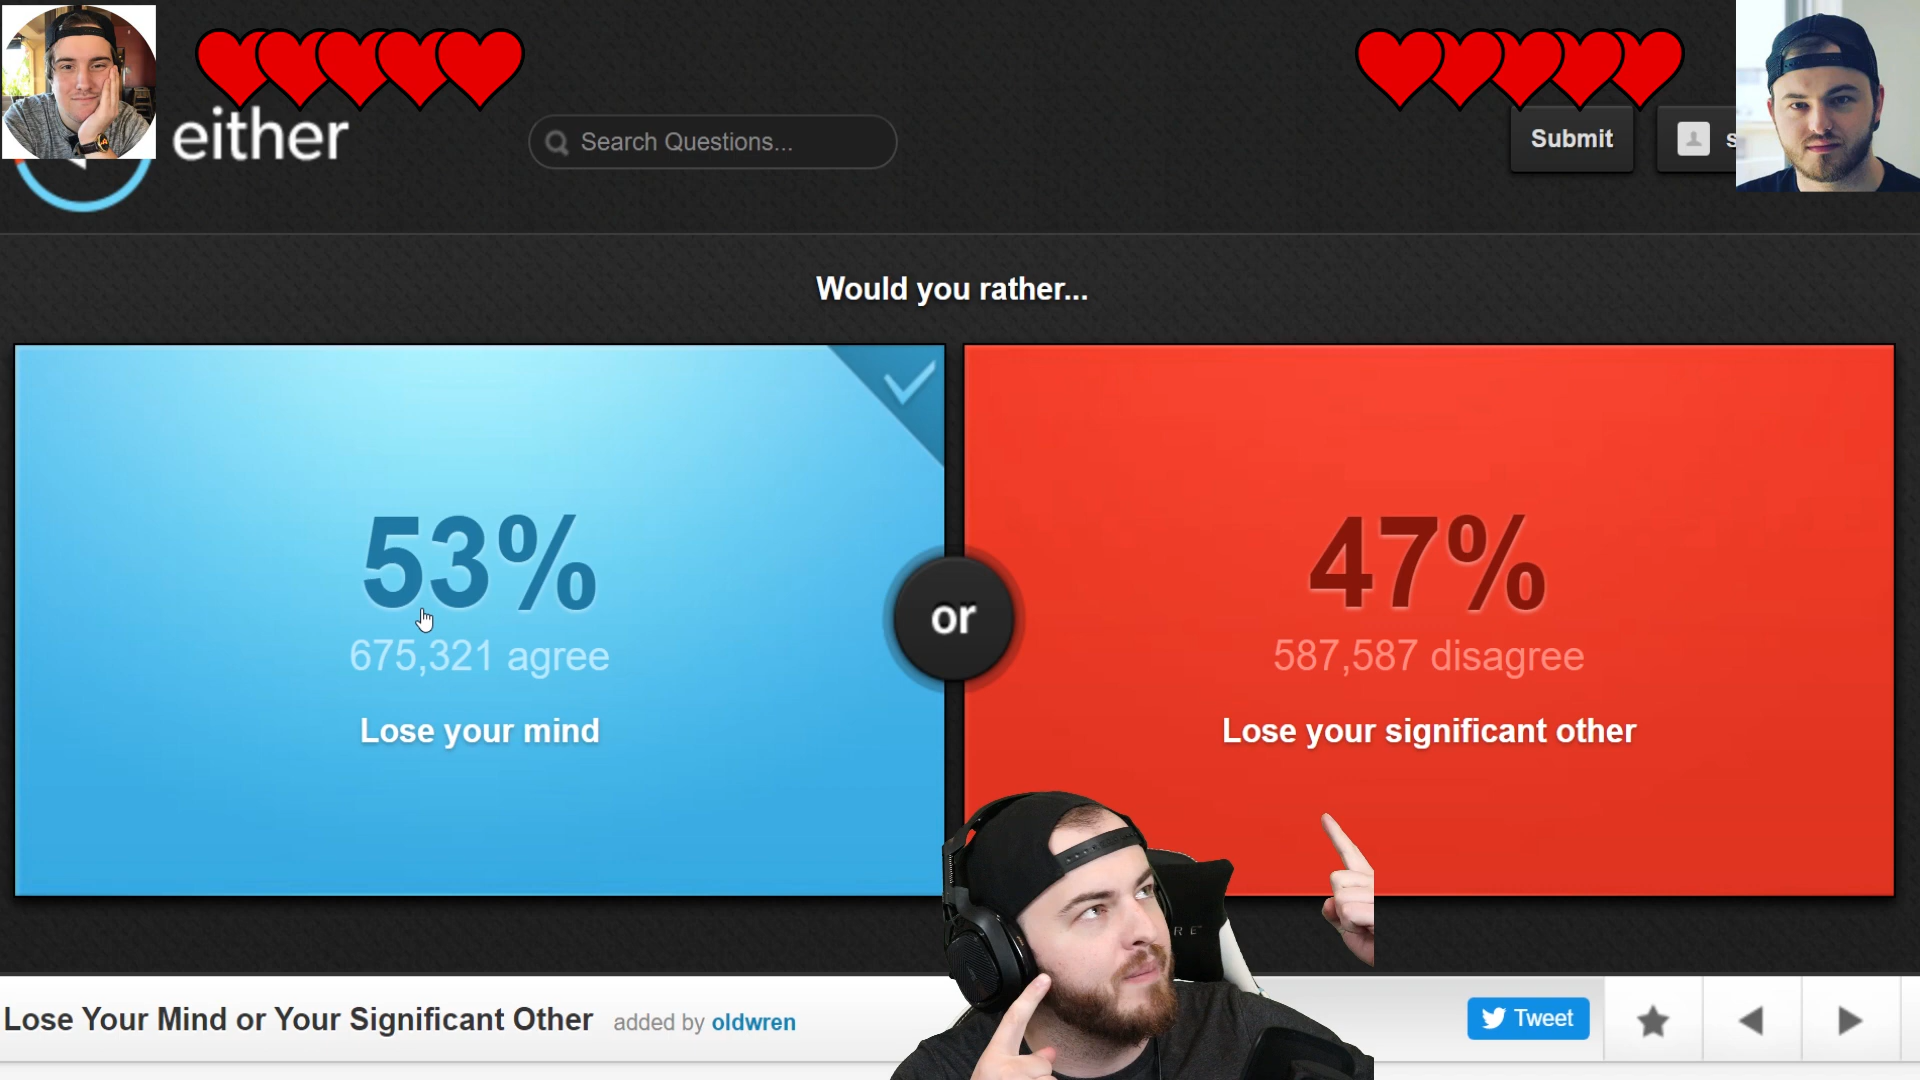 either
Search Questions...
Submit
s
Would you rather...
53%
675,321 agree
Lose your mind
or
47%
587,587 disagree
Lose your significant other
RE
Lose Your Mind or Your Significant Other added by oldwren
Tweet